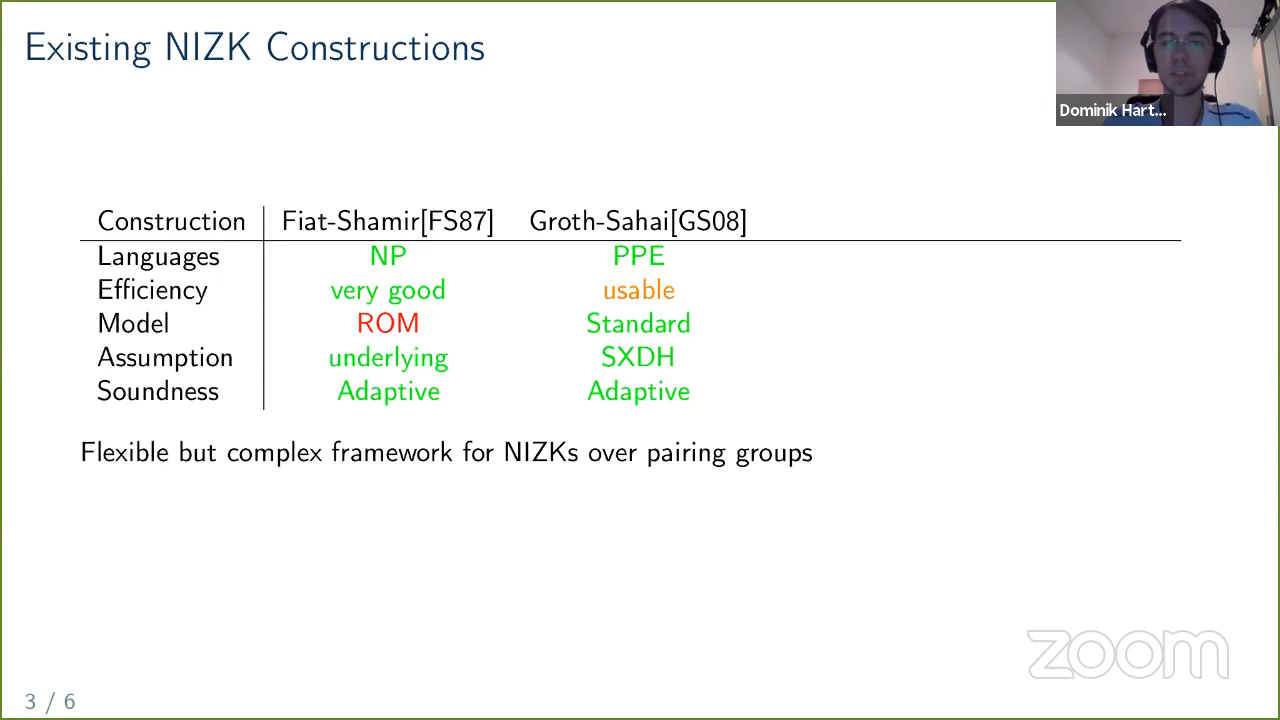 Existing NIZK Constructions
Dominik Hart...
Construction Fiat-Shamir[FS87] Groth-Sahai[GS08]
Languages NP PPE
Efficiency very good usable
Model ROM Standard
Assumption underlying SXDH
Soundness Adaptive Adaptive
Flexible but complex framework for NIZKs over pairing groups
zoom
3 / 6